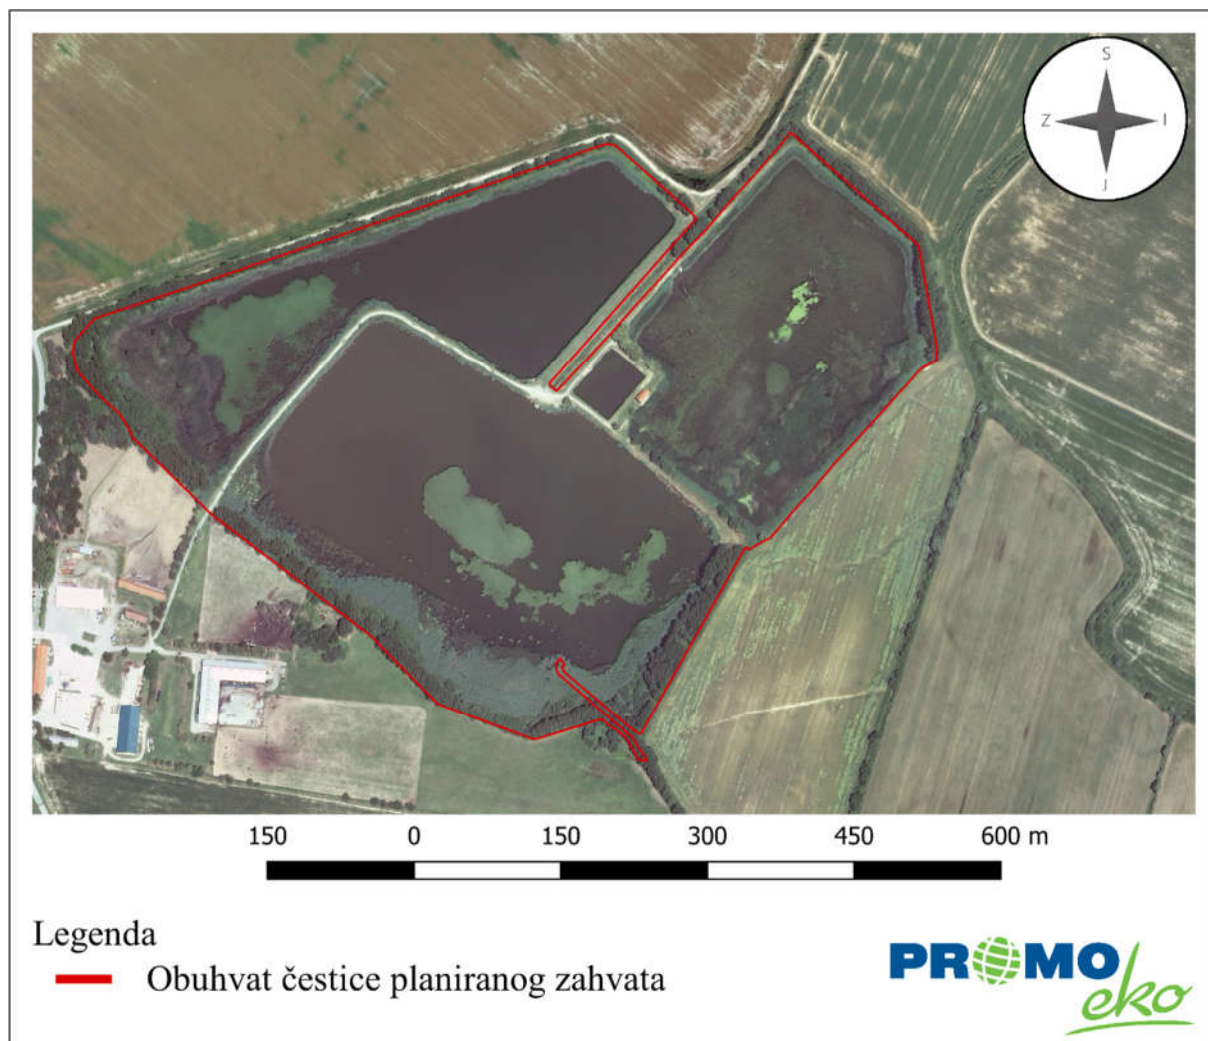 S
Z I
J
150 0 150 300 450 600 m
Legenda
Obuhvat čestice planiranog zahvata
PROMO
eko